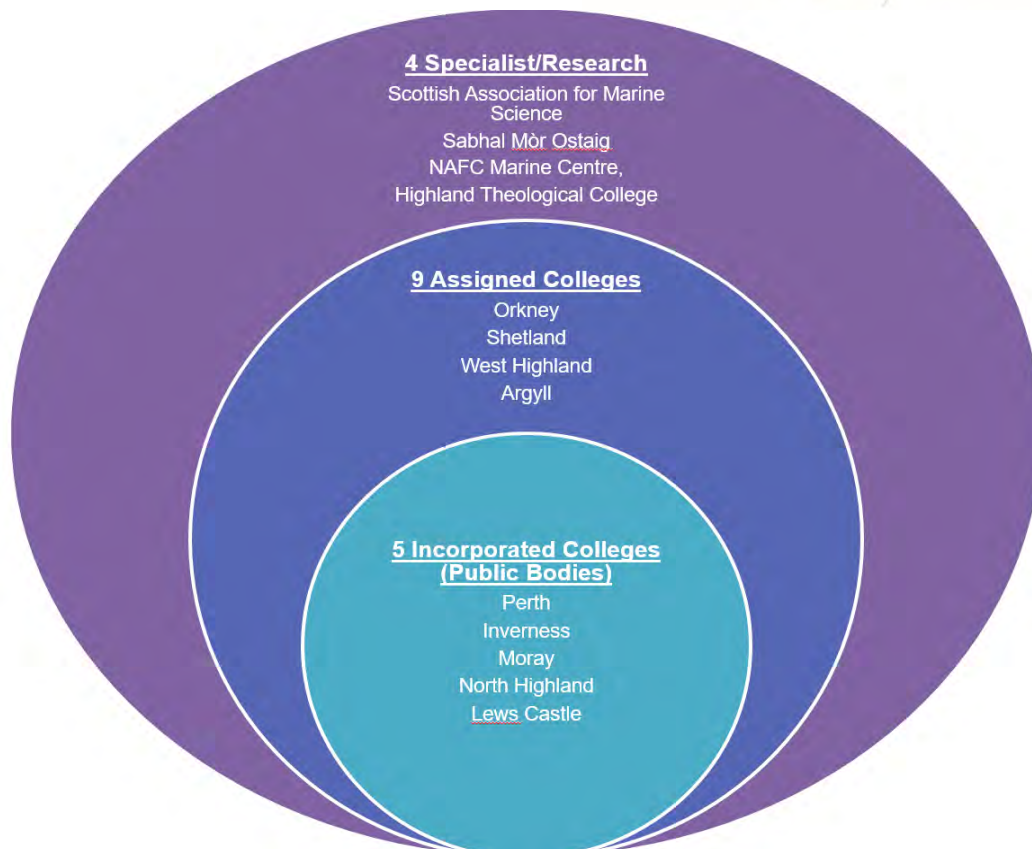 4 Specialist/Research
Scottish Association for Marine
Science
Sabhal Mòr Ostaig
NAFC Marine Centre,
Highland Theological College
9 Assigned Colleges
Orkney
Shetland
West Highland
Argyll
5 Incorporated Colleges
(Public Bodies)
Perth
Inverness
Moray
North Highland
Lews Castle